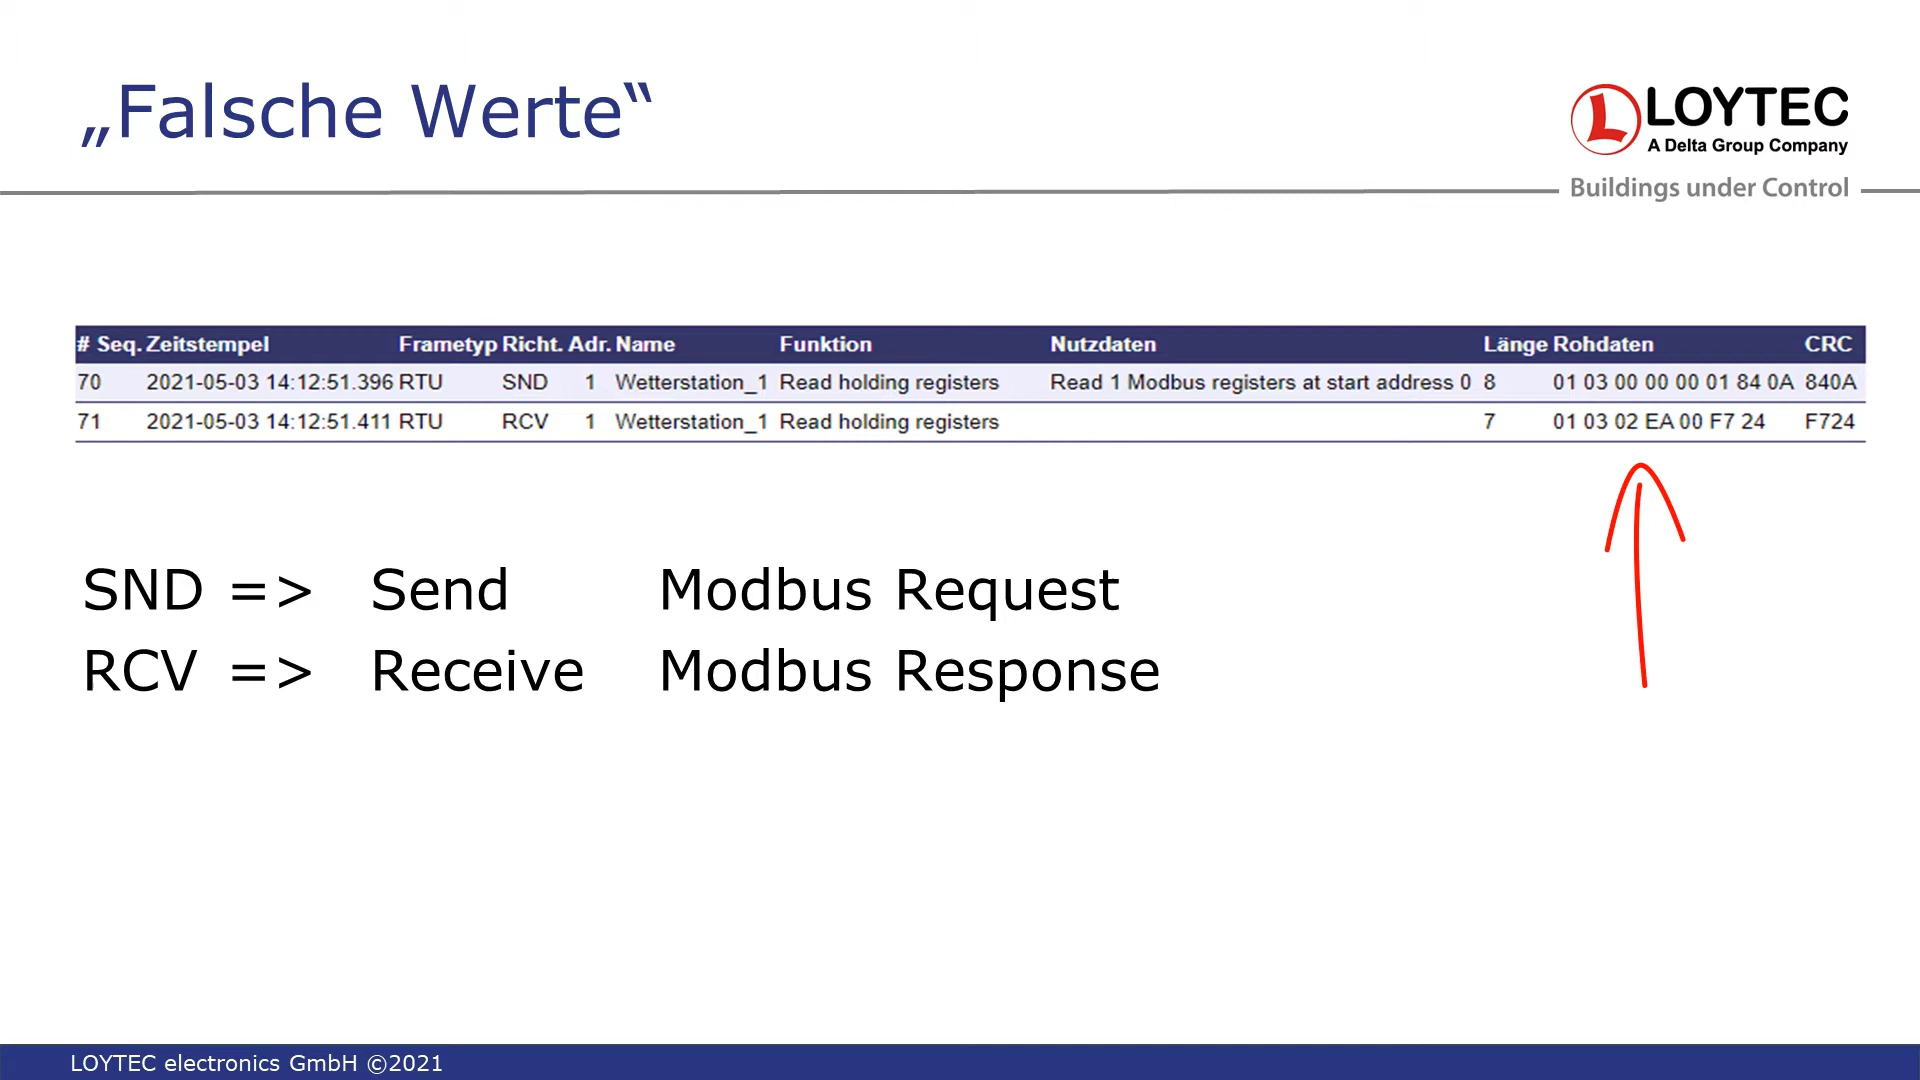 „Falsche Werte“
LOYTEC
A Delta Group Company
Buildings under Control
# Seq. Zeitstempel Frametyp Richt. Adr. Name Funktion Nutzdaten Länge Rohdaten CRC
70 2021-05-03 14:12:51.396 RTU SND 1 Wetterstation_1 Read holding registers Read 1 Modbus registers at start address 0 8 01 03 00 00 00 01 84 0A 840A
71 2021-05-03 14:12:51.411 RTU RCV 1 Wetterstation_1 Read holding registers 7 01 03 02 EA 00 F7 24 F724
SND => Send Modbus Request
RCV => Receive Modbus Response
LOYTEC electronics GmbH ©2021